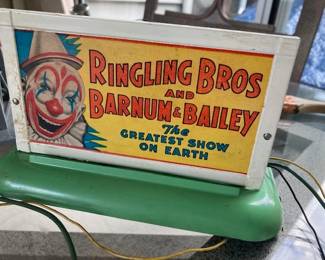 RINGLING BROS
AND
BARNUM & BAILEY
The
GREATEST SHOW
ON EARTH